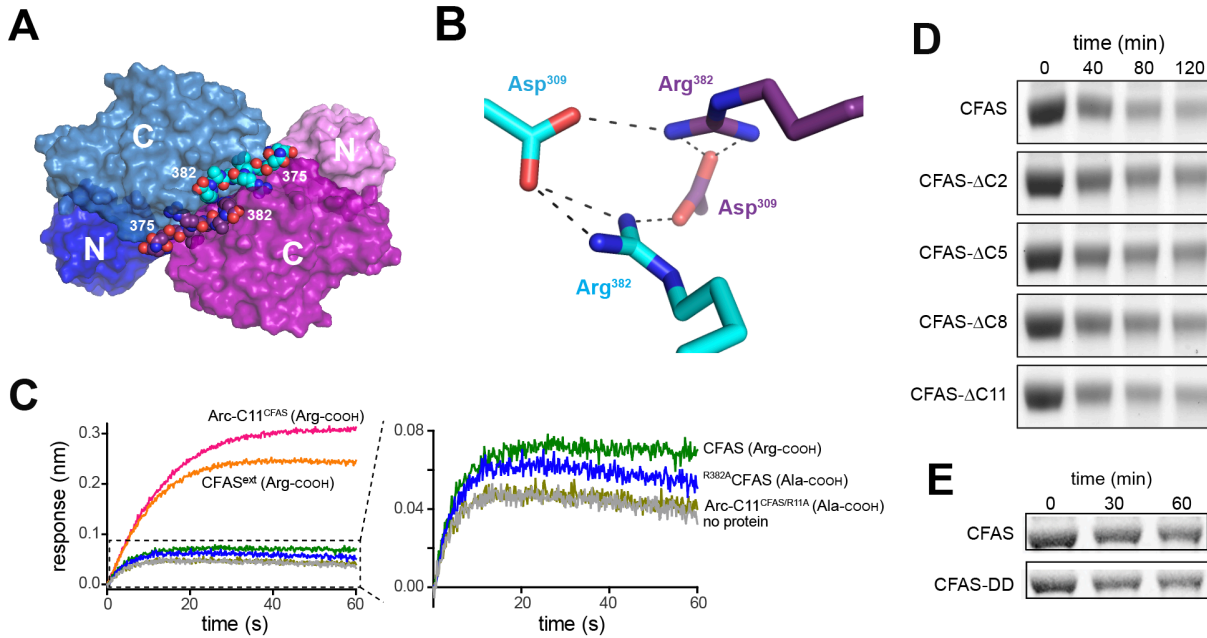 A
C
N
382
375
375
382
N
C
B
Asp309
Arg382
Asp309
Arg382
C
Arc-C11CFAS (Arg-COOH)
CFASext (Arg-COOH)
response (nm)
0.3
0.2
0.1
0.0
0
20
40
60
time (s)
0.08
0.04
0.00
0
20
40
60
time (s)
CFAS (Arg-COOH)
R382ACFAS (Ala-COOH)
Arc-C11CFAS/R11A (Ala-COOH)
no protein
D
time (min)
0 40 80 120
CFAS
CFAS-ΔC2
CFAS-ΔC5
CFAS-ΔC8
CFAS-ΔC11
E
time (min)
0 30 60
CFAS
CFAS-DD